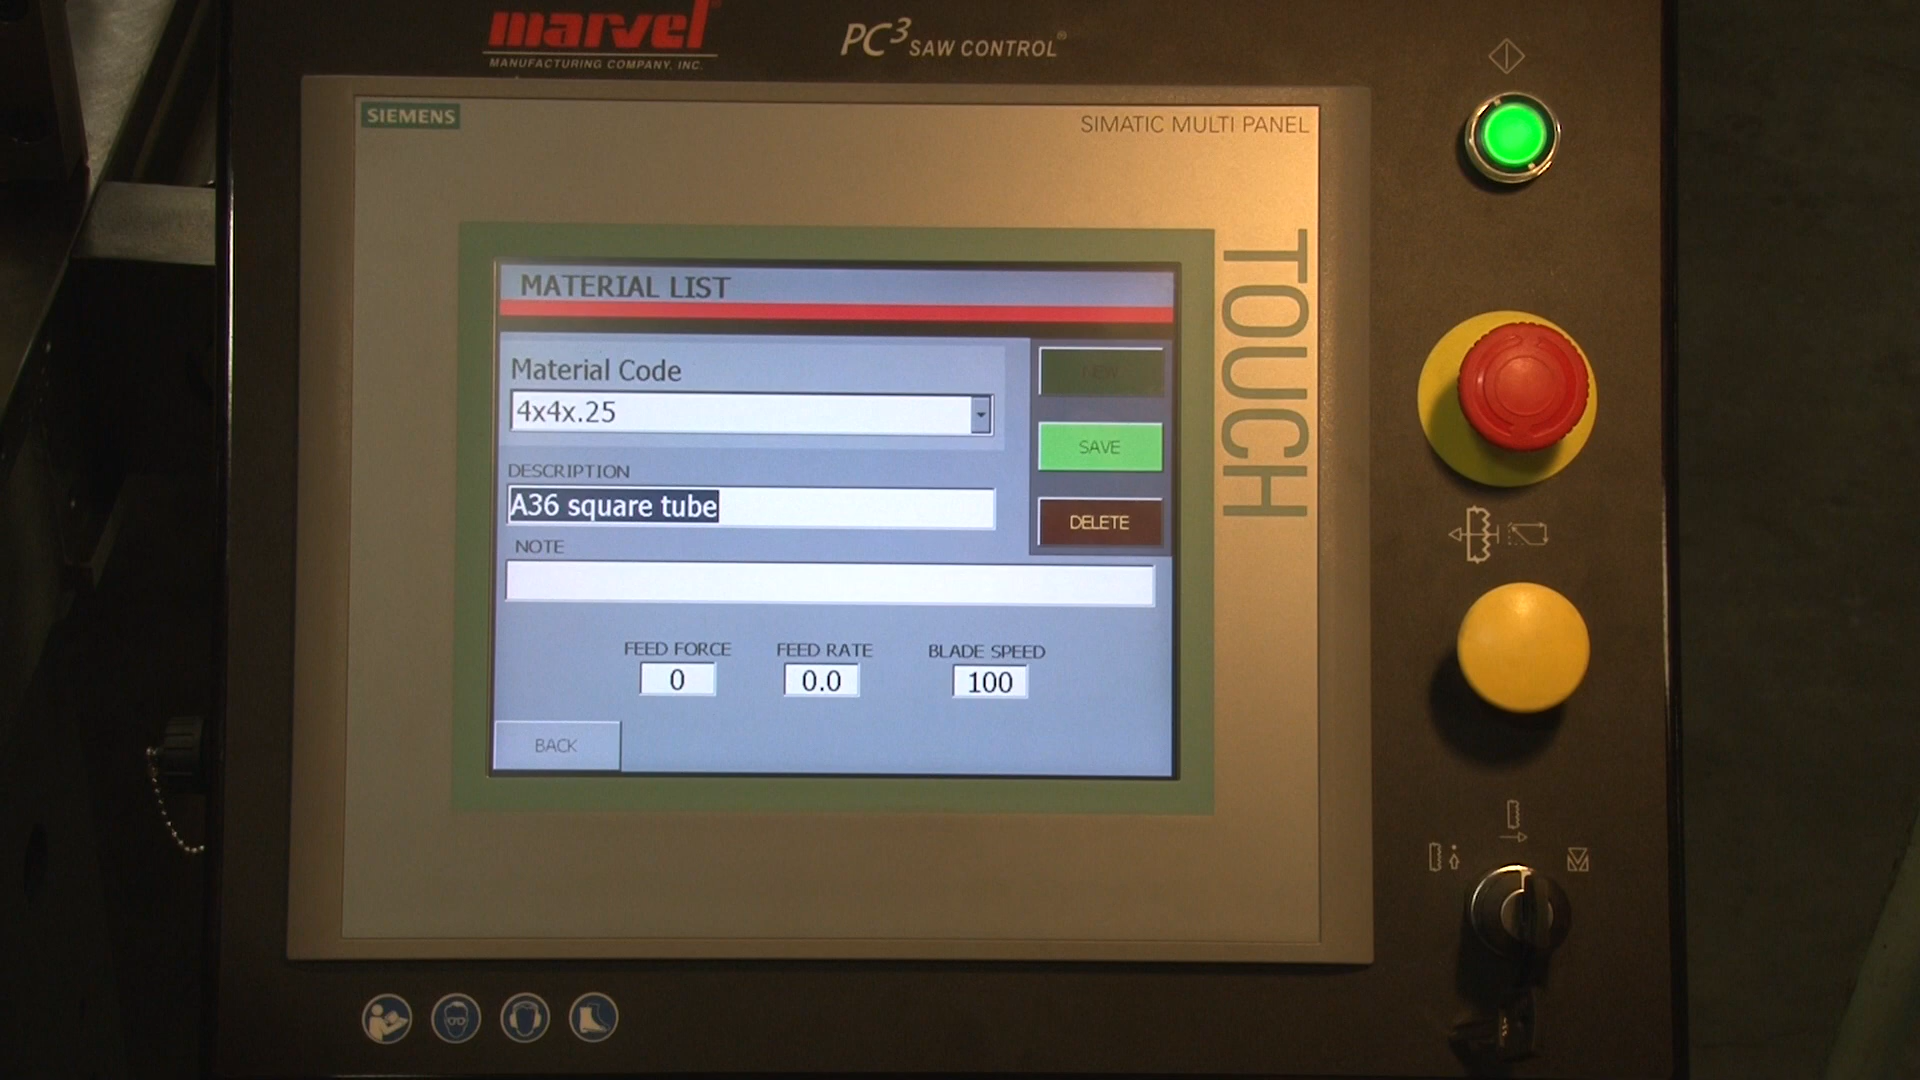 marvel
MANUFACTURING COMPANY, INC.
PC³ SAW CONTROL®
SIEMENS
SIMATIC MULTI PANEL
TOUCH
MATERIAL LIST
Material Code
4x4x.25
NEW
SAVE
DESCRIPTION
A36 square tube
DELETE
NOTE
FEED FORCE
FEED RATE
BLADE SPEED
0
0.0
100
BACK